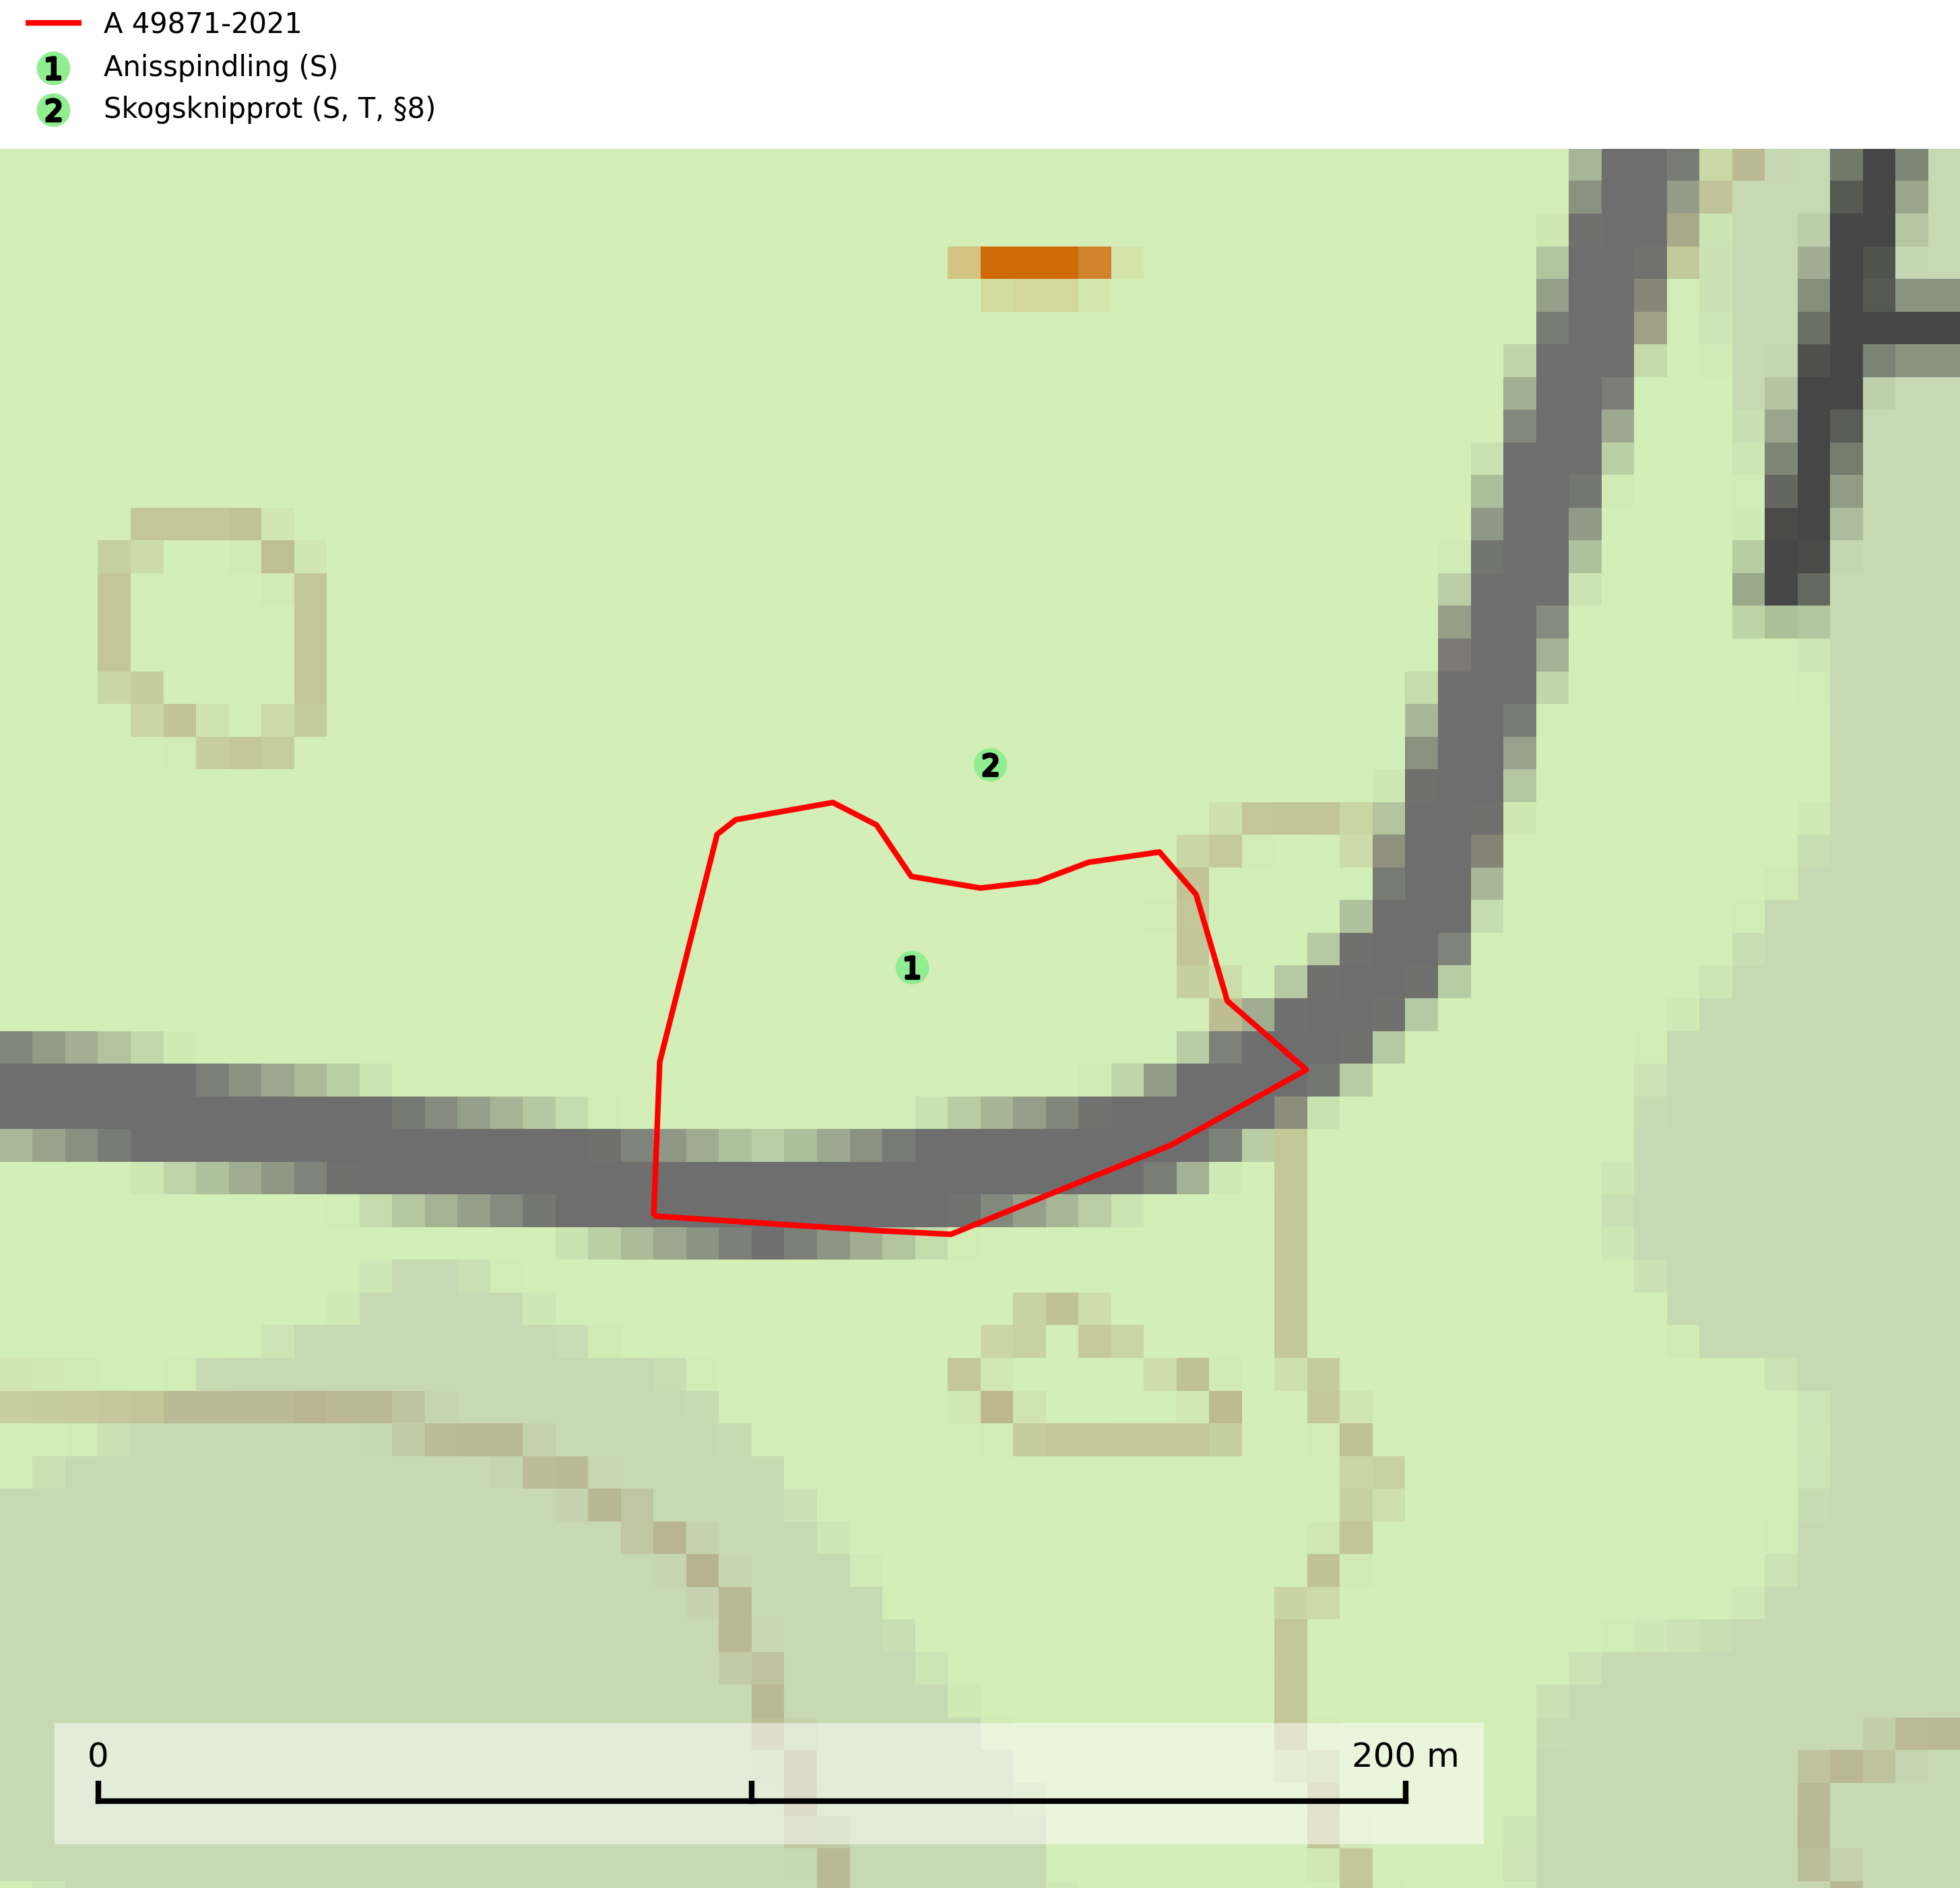 A 49871-2021
1 Anisspindling (S)
2 Skogsknipprot (S, T, §8)
2
1
0 200 m